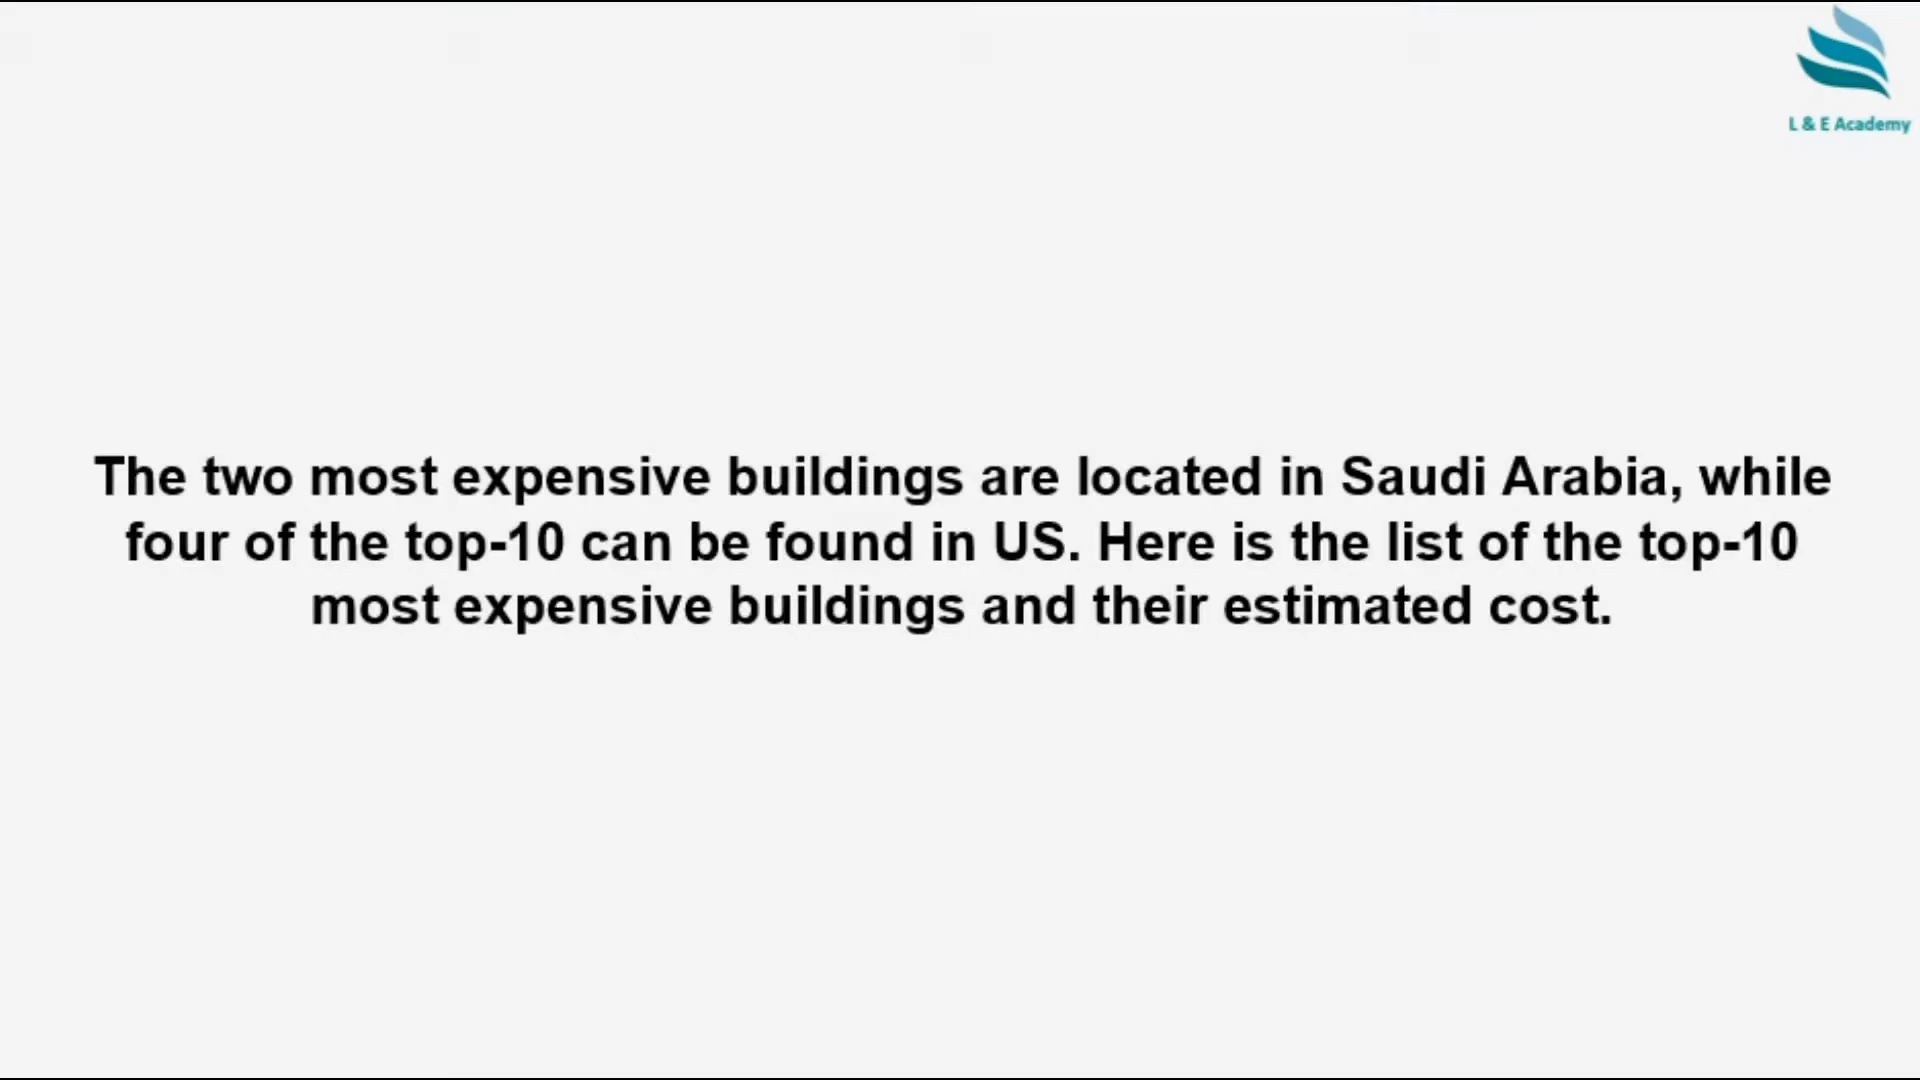 L & E Academy
The two most expensive buildings are located in Saudi Arabia, while
four of the top-10 can be found in US. Here is the list of the top-10
most expensive buildings and their estimated cost.